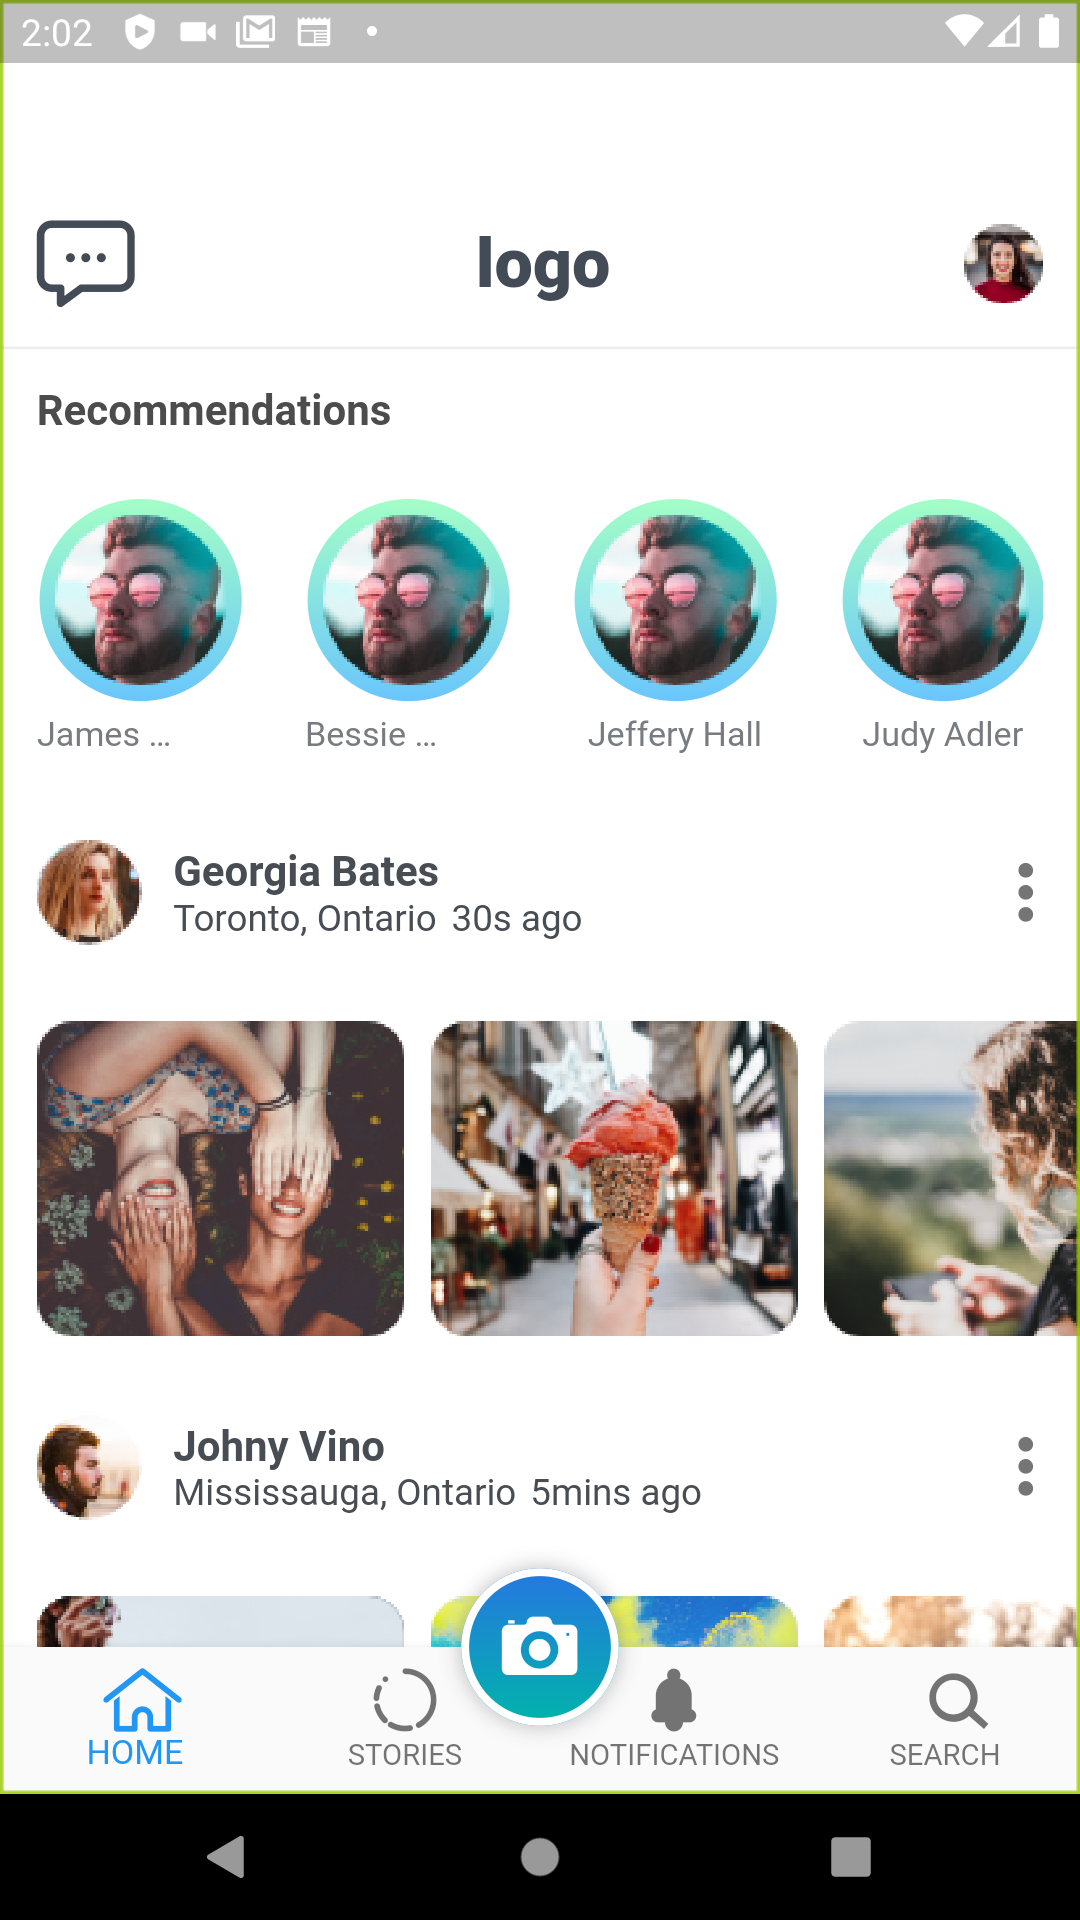 2:02
logo
Recommendations
James ...
Bessie ...
Jeffery Hall
Judy Adler
Georgia Bates
Toronto, Ontario 30s ago
Johny Vino
Mississauga, Ontario 5mins ago
HOME
STORIES
NOTIFICATIONS
SEARCH